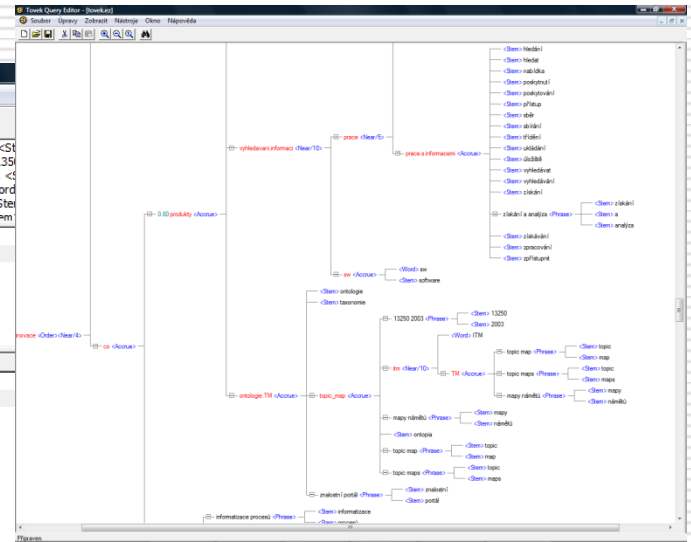 Tovek Query Editor - [tovek.ez]
Soubor Úpravy Zobrazit Nástroje Okno Nápověda
<Stem> hledání
<Stem> hledat
<Stem> nabídka
<Stem> poskytnutí
<Stem> poskytování
<Stem> přístup
<Stem> sběr
<Stem> sbírání
<Stem> třídění
<Stem> ukládání
<Stem> úložiště
<Stem> vyhledávat
<Stem> vyhledávání
<Stem> získání
vyhledavani informaci <Near/10>
prace <Near/5>
prace s informacemi <Accrue>
získání a analýza <Phrase>
<Stem> získání
<Stem> a
<Stem> analýza
<Stem> získávání
<Stem> zpracování
<Stem> zpřístupnit
0.80 produkty <Accrue>
sw <Accrue>
<Word> sw
<Stem> software
<Stem> ontologie
<Stem> taxonomie
inovace <Order><Near/4>
co <Accrue>
13250 2003 <Phrase>
<Stem> 13250
<Stem> 2003
<Word> ITM
itm <Near/10>
TM <Accrue>
topic map <Phrase>
<Stem> topic
<Stem> map
topic maps <Phrase>
<Stem> topic
<Stem> maps
mapy námětů <Phrase>
<Stem> mapy
<Stem> námětů
ontologie.TM <Accrue>
topic_map <Accrue>
mapy námětů <Phrase>
<Stem> mapy
<Stem> námětů
<Stem> ontopia
topic map <Phrase>
<Stem> topic
<Stem> map
topic maps <Phrase>
<Stem> topic
<Stem> maps
znalostní portál <Phrase>
<Stem> znalostní
<Stem> portál
informatizace procesů <Phrase>
<Stem> informatizace
<Stem> procesů
Připraven